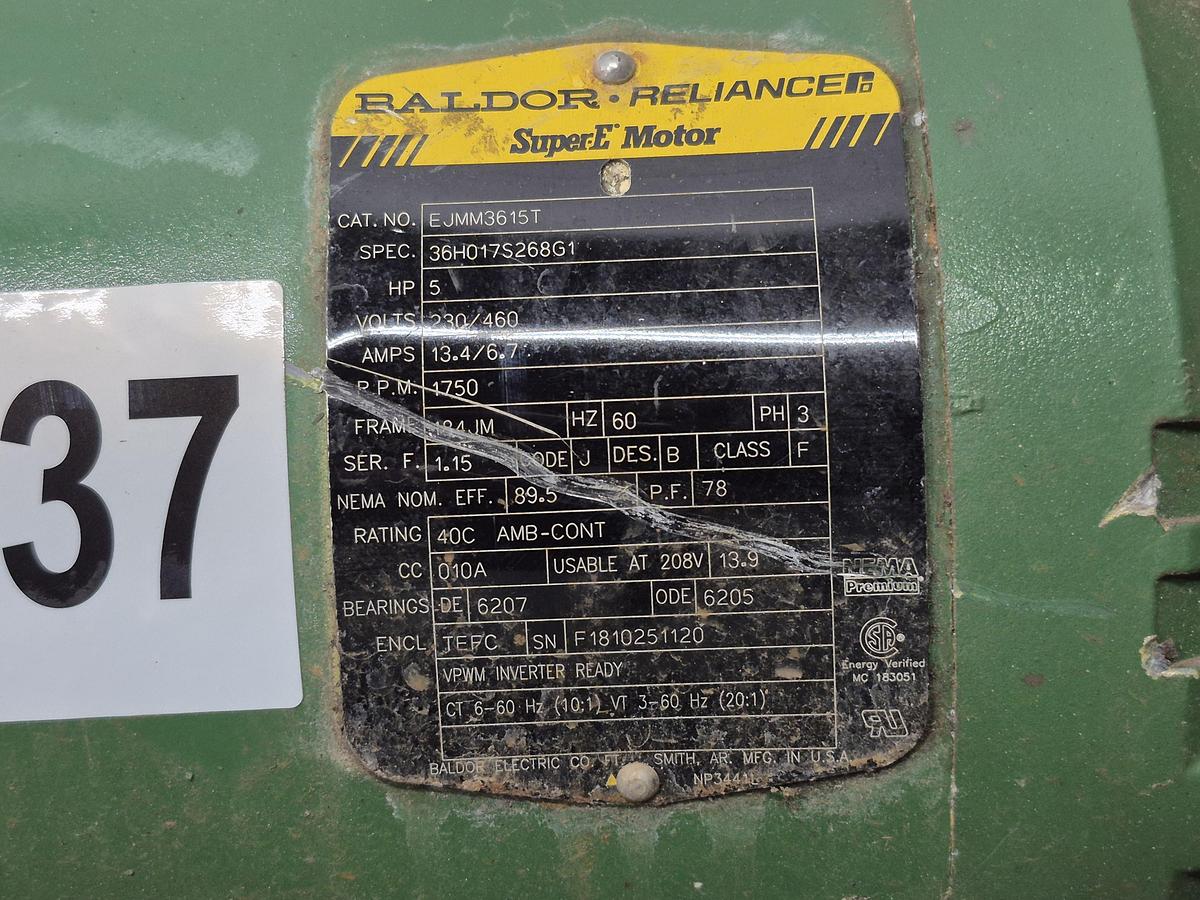 BALDOR · RELIANCE
Super-E® Motor
CAT. NO. EJMM3615T
SPEC. 36H017S268G1
HP 5
VOLTS 230/460
AMPS 13.4/6.7
R.P.M. 1750
FRAME 184JM HZ 60 PH 3
SER. F. 1.15 CODE J DES. B CLASS F
NEMA NOM. EFF. 89.5 P.F. 78
RATING 40C AMB-CONT
CC 010A USABLE AT 208V 13.9
NEMA
Premium
BEARINGS DE 6207 ODE 6205
ENCL TEFC SN F1810251120
VPWM INVERTER READY
CT 6-60 Hz (10:1) VT 3-60 Hz (20:1)
SA®
Energy Verified
MC 183051
BALDOR ELECTRIC CO. FT. SMITH, AR. MFG. IN U.S.A.
37